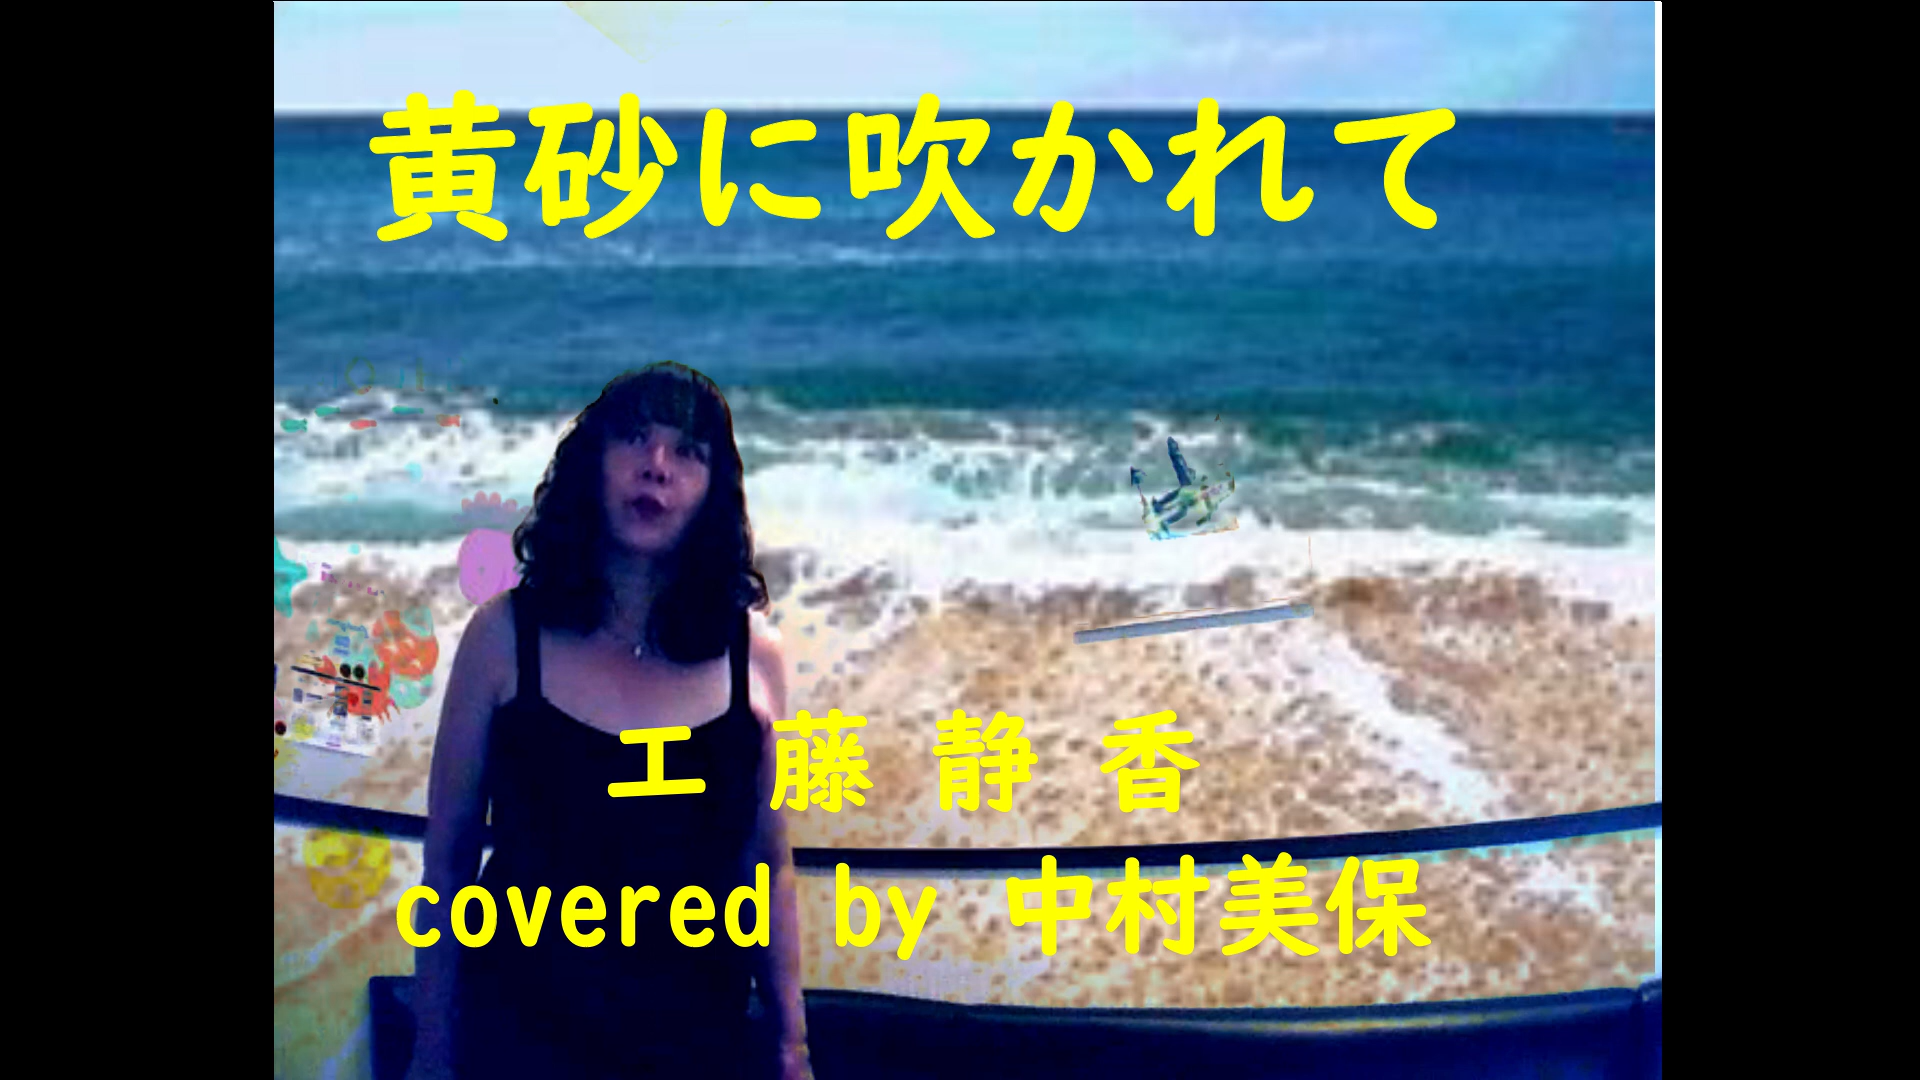 黄砂に吹かれて
工 藤 静 香
covered by 中村美保